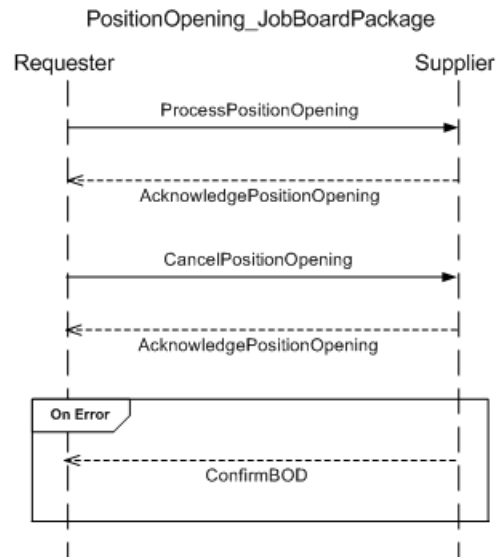 PositionOpening_JobBoardPackage
Requester Supplier
ProcessPositionOpening
AcknowledgePositionOpening
CancelPositionOpening
AcknowledgePositionOpening
On Error
ConfirmBOD